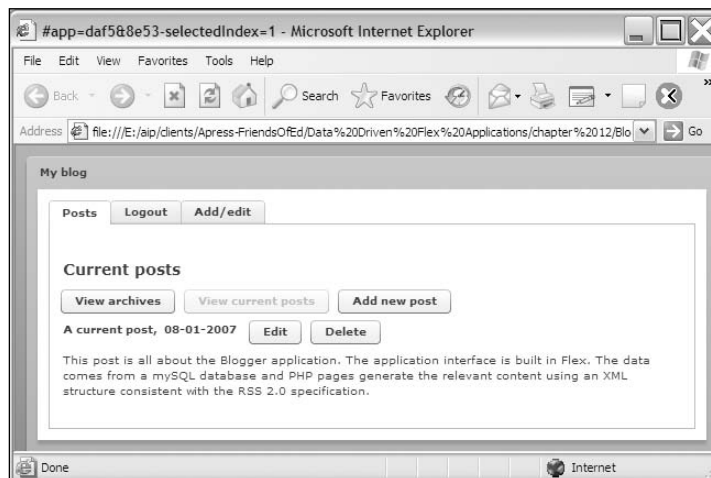 #app=daf5&8e53-selectedIndex=1 - Microsoft Internet Explorer
File Edit View Favorites Tools Help
Back Search Favorites
Address file:///E:/aip/clients/Apress-FriendsOfEd/Data%20Driven%20Flex%20Applications/chapter%2012/Blo Go
My blog
Posts Logout Add/edit
Current posts
View archives View current posts Add new post
A current post, 08-01-2007 Edit Delete
This post is all about the Blogger application. The application interface is built in Flex. The data
comes from a mySQL database and PHP pages generate the relevant content using an XML
structure consistent with the RSS 2.0 specification.
Done Internet